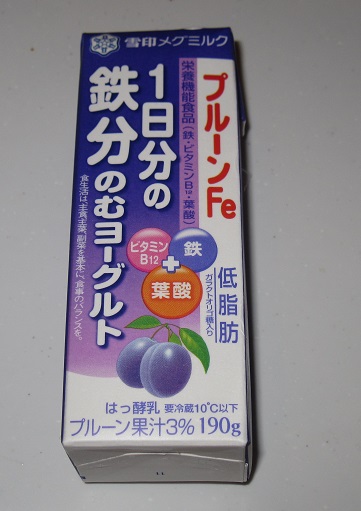 雪印メグミルク
プルーンFe
栄養機能食品(鉄・ビタミンB12・葉酸)
1日分の
鉄分のむヨーグルト
食生活は、主食、主菜、副菜を基本に、食事のバランスを。
ビタミン
B12
鉄
+
葉酸
低脂肪
ガラクトオリゴ糖入り
はっ酵乳 要冷蔵10℃以下
プルーン果汁3% 190g